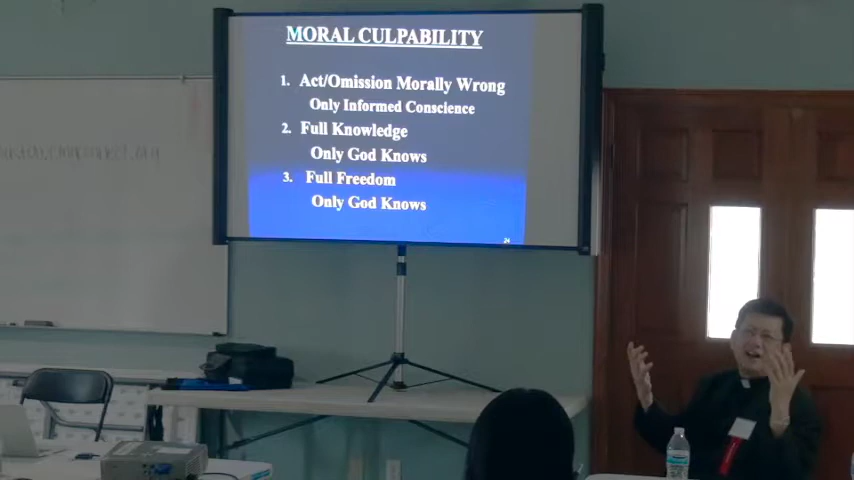 MORAL CULPABILITY
1. Act/Omission Morally Wrong
Only Informed Conscience
2. Full Knowledge
Only God Knows
3. Full Freedom
Only God Knows
24